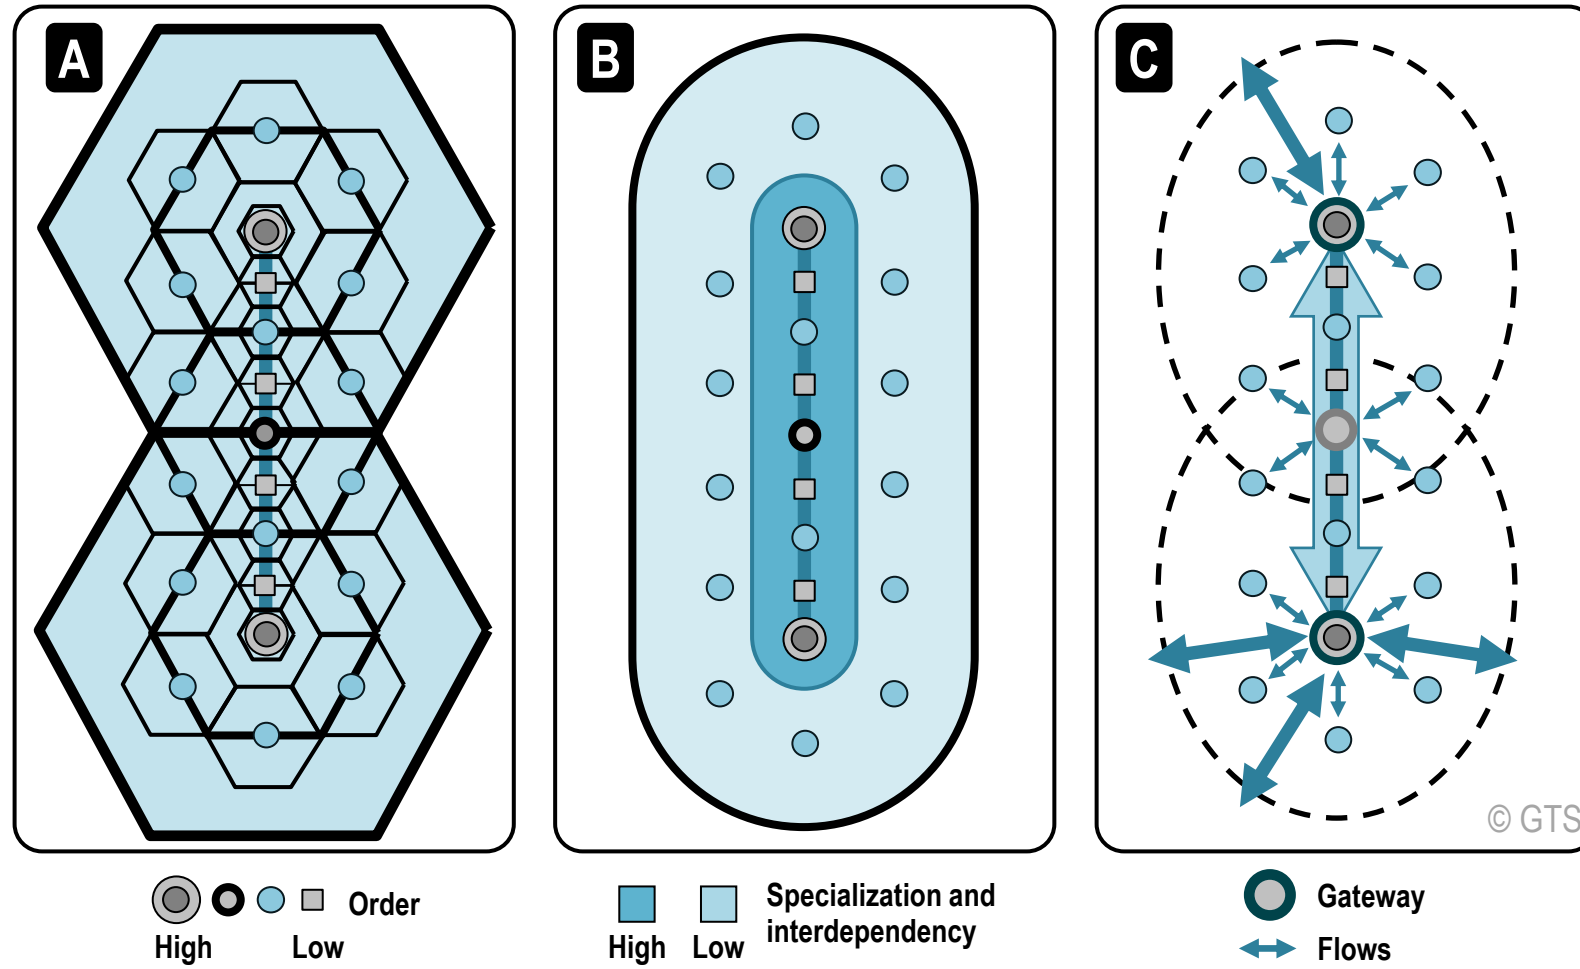 A
B
C
© GTS
Order
High
Low
Specialization and
interdependency
High
Low
Gateway
Flows